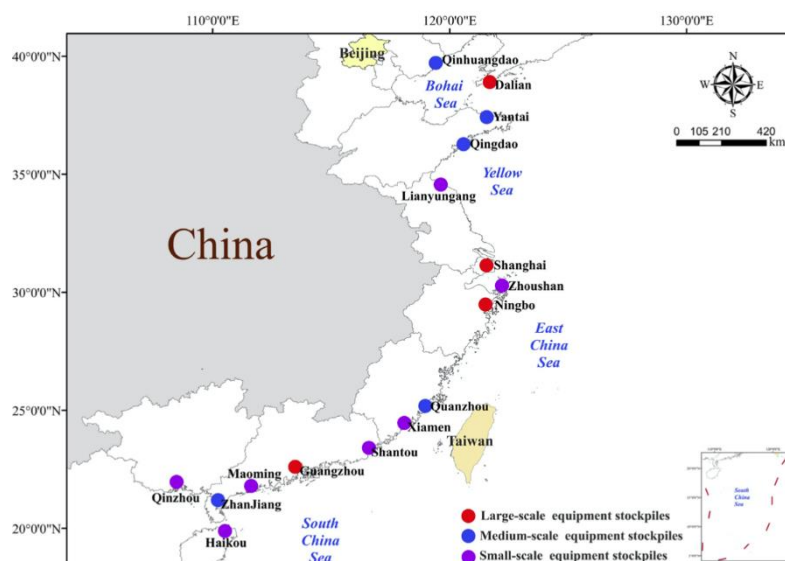 110°0'0"E 120°0'0"E 130°0'0"E
40°0'0"N
35°0'0"N
30°0'0"N
25°0'0"N
20°0'0"N
Beijing
Qinhuangdao
Bohai
Sea
Dalian
Yantai
Qingdao
Yellow
Sea
Lianyungang
China
Shanghai
Zhoushan
Ningbo
East
China
Sea
Quanzhou
Xiamen
Taiwan
Shantou
Guangzhou
Maoming
Qinzhou
ZhanJiang
Haikou
South
China
Sea
N
W E
S
0 105 210 420
km
Large-scale equipment stockpiles
Medium-scale equipment stockpiles
Small-scale equipment stockpiles
South
China
Sea